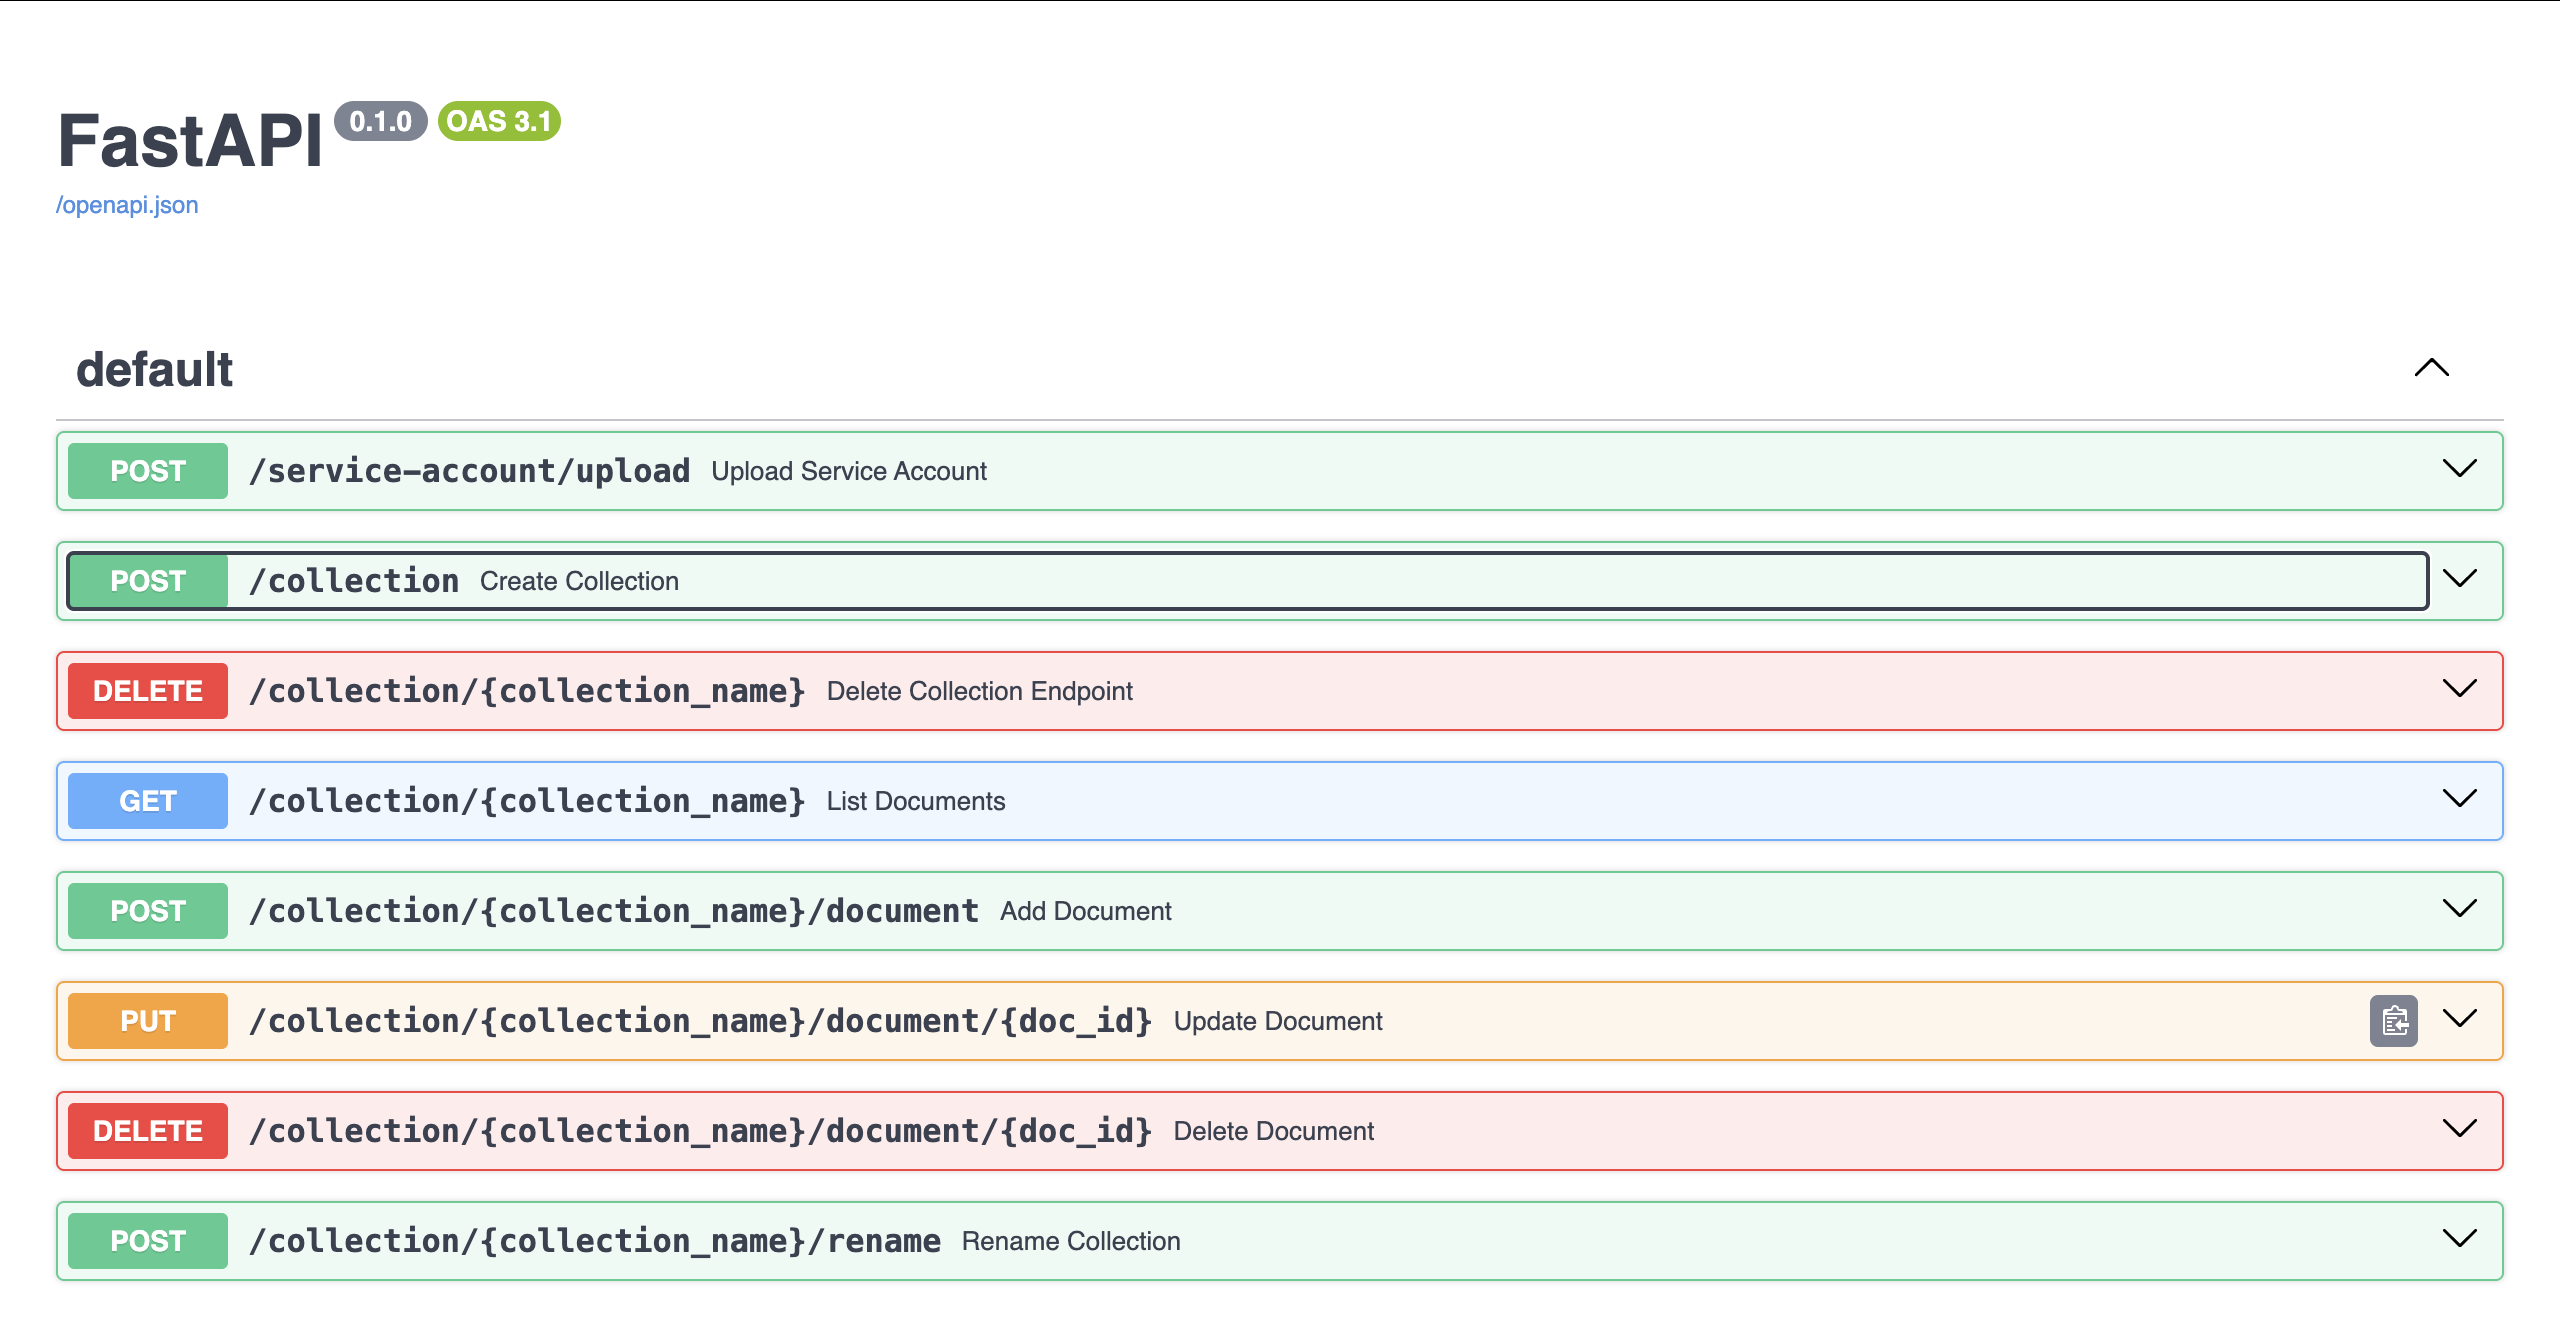 FastAPI 0.1.0 OAS 3.1
/openapi.json
default
POST /service-account/upload Upload Service Account
POST /collection Create Collection
DELETE /collection/{collection_name} Delete Collection Endpoint
GET /collection/{collection_name} List Documents
POST /collection/{collection_name}/document Add Document
PUT /collection/{collection_name}/document/{doc_id} Update Document
DELETE /collection/{collection_name}/document/{doc_id} Delete Document
POST /collection/{collection_name}/rename Rename Collection